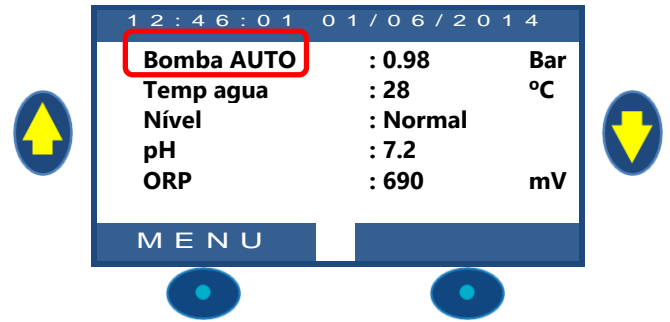 12:46:01 01/06/2014
Bomba AUTO : 0.98 Bar
Temp agua : 28 ºC
Nível : Normal
pH : 7.2
ORP : 690 mV
MENU